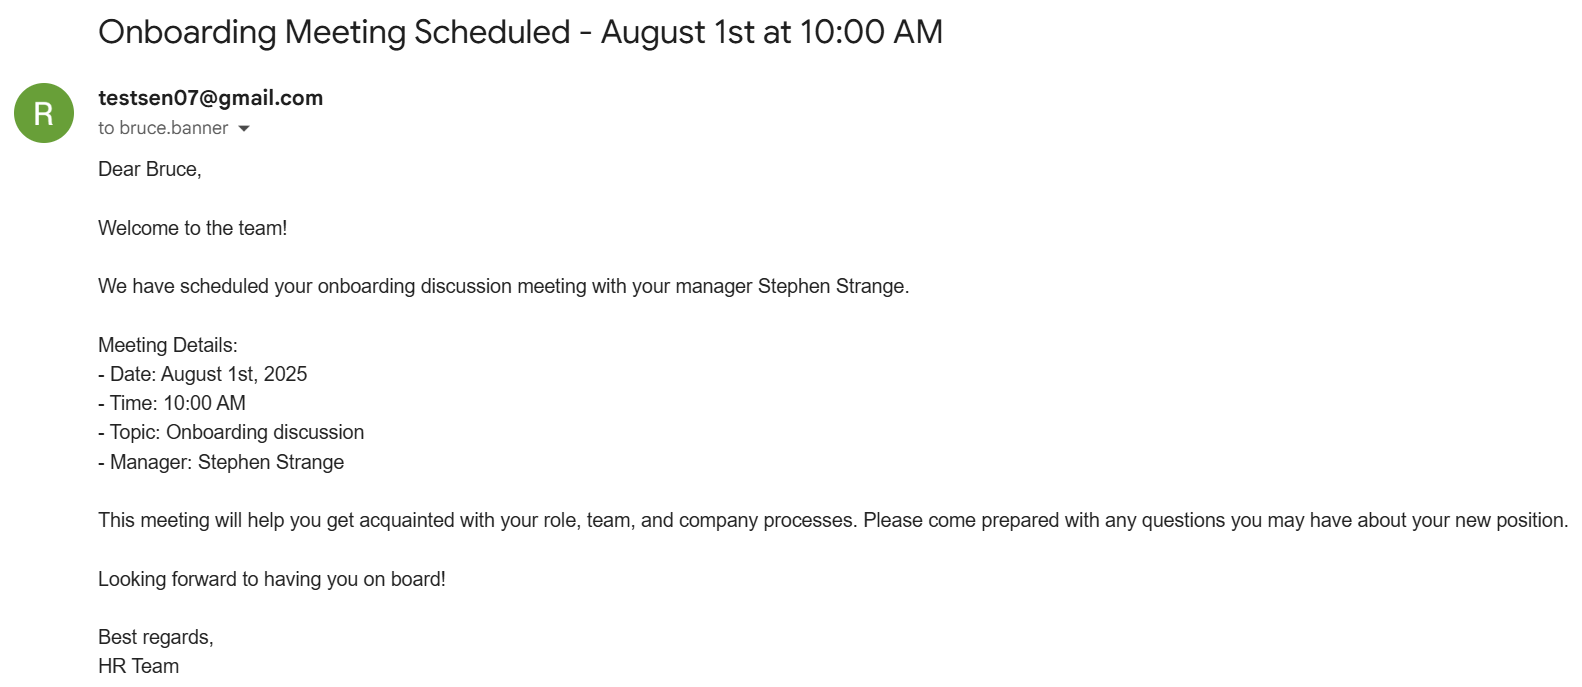 Onboarding Meeting Scheduled - August 1st at 10:00 AM
R
testsen07@gmail.com
to bruce.banner
Dear Bruce,
Welcome to the team!
We have scheduled your onboarding discussion meeting with your manager Stephen Strange.
Meeting Details:
- Date: August 1st, 2025
- Time: 10:00 AM
- Topic: Onboarding discussion
- Manager: Stephen Strange
This meeting will help you get acquainted with your role, team, and company processes. Please come prepared with any questions you may have about your new position.
Looking forward to having you on board!
Best regards,
HR Team